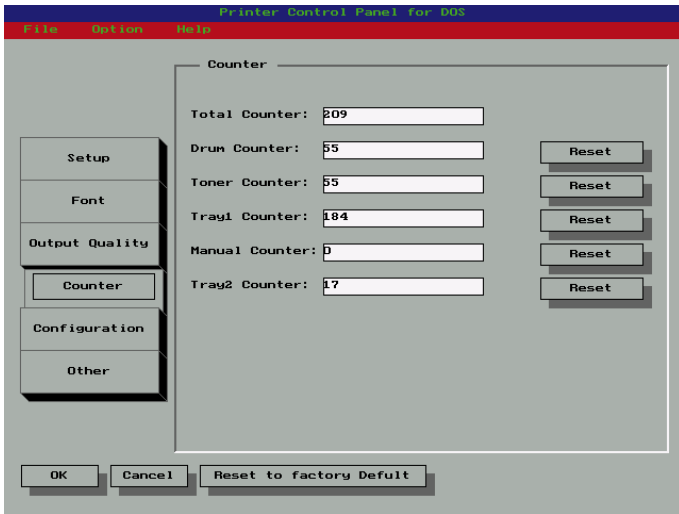 Printer Control Panel for DOS
File Option Help
Counter
Total Counter: 209
Drum Counter: 55 Reset
Toner Counter: 55 Reset
Tray1 Counter: 184 Reset
Manual Counter: 0 Reset
Tray2 Counter: 17 Reset
Setup
Font
Output Quality
Counter
Configuration
Other
OK Cancel Reset to factory Defult